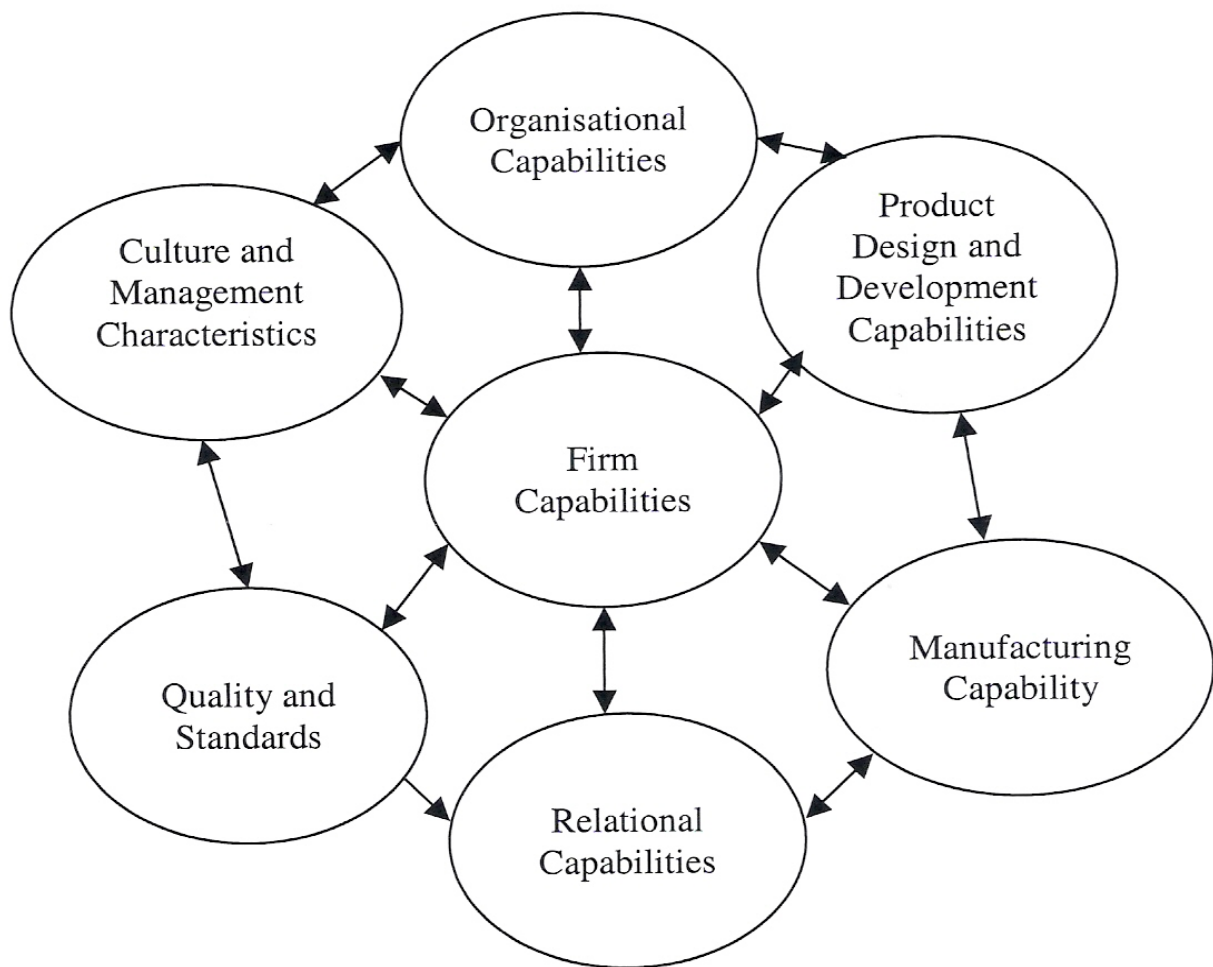 Organisational
Capabilities
Product
Design and
Development
Capabilities
Culture and
Management
Characteristics
Firm
Capabilities
Manufacturing
Capability
Quality and
Standards
Relational
Capabilities